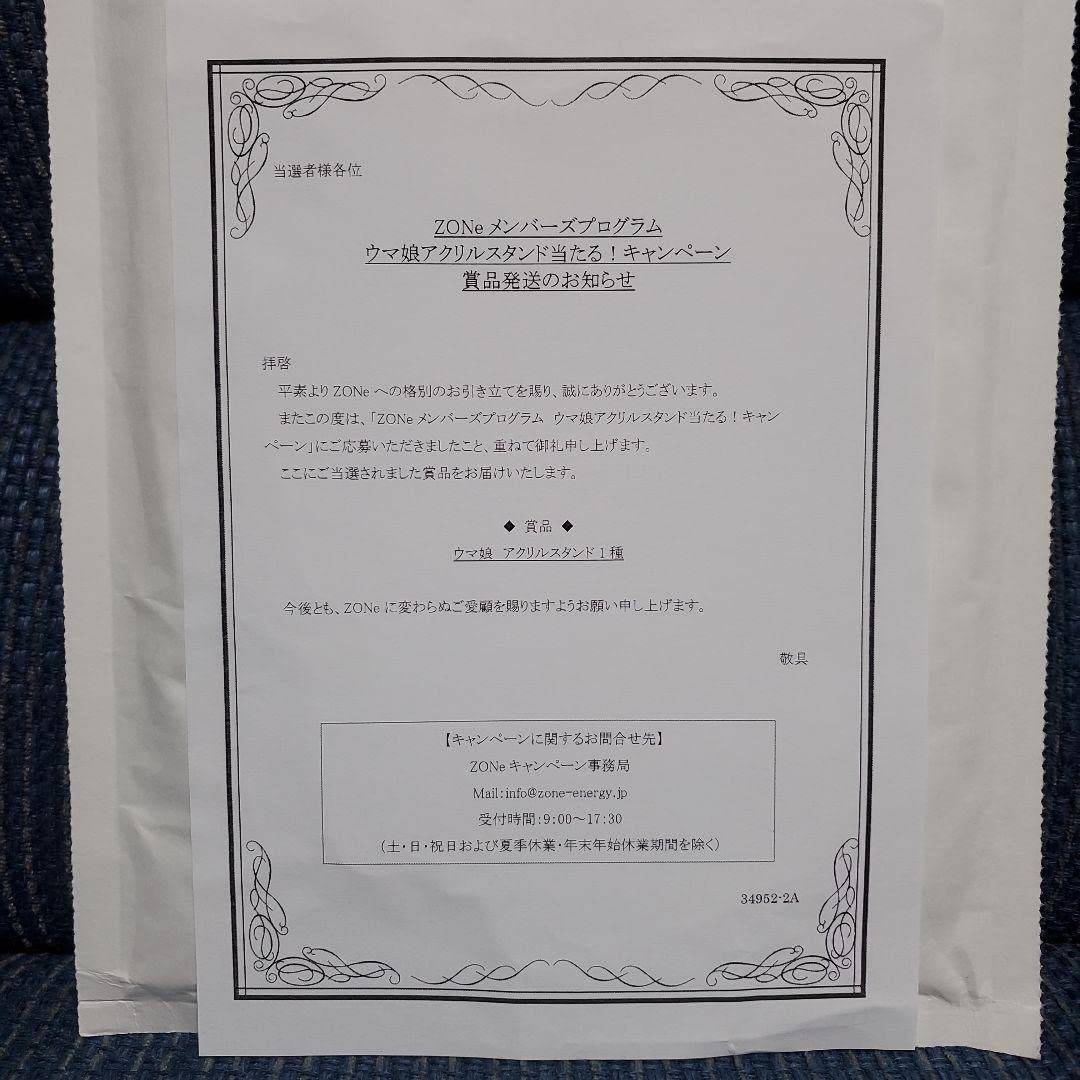 当選者様各位
ZONe メンバーズプログラム
ウマ娘アクリルスタンド当たる！キャンペーン
賞品発送のお知らせ
拝啓
平素より ZONe への格別のお引き立てを賜り、誠にありがとうございます。
またこの度は、「ZONe メンバーズプログラム ウマ娘アクリルスタンド当たる！キャン
ペーン」にご応募いただきましたこと、重ねて御礼申し上げます。
ここにご当選されました賞品をお届けいたします。
◆ 賞品 ◆
ウマ娘 アクリルスタンド 1 種
今後とも、ZONe に変わらぬご愛顧を賜りますようお願い申し上げます。
敬具
【キャンペーンに関するお問合せ先】
ZONe キャンペーン事務局
Mail：info@zone-energy.jp
受付時間：9：00～17：30
（土・日・祝日および夏季休業・年末年始休業期間を除く）
34952-2A